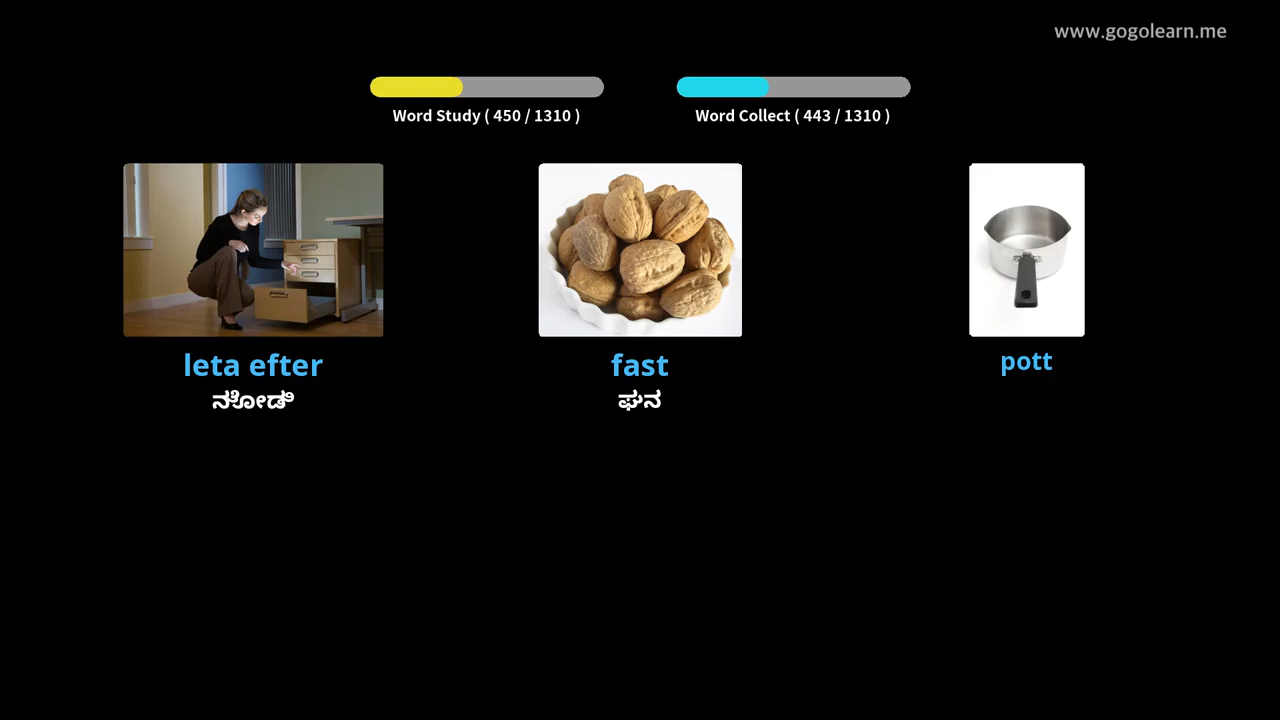 www.gogolearn.me
Word Study ( 450 / 1310 )
Word Collect ( 443 / 1310 )
leta efter
fast
pott
ನೋಡಿ
ಘನ